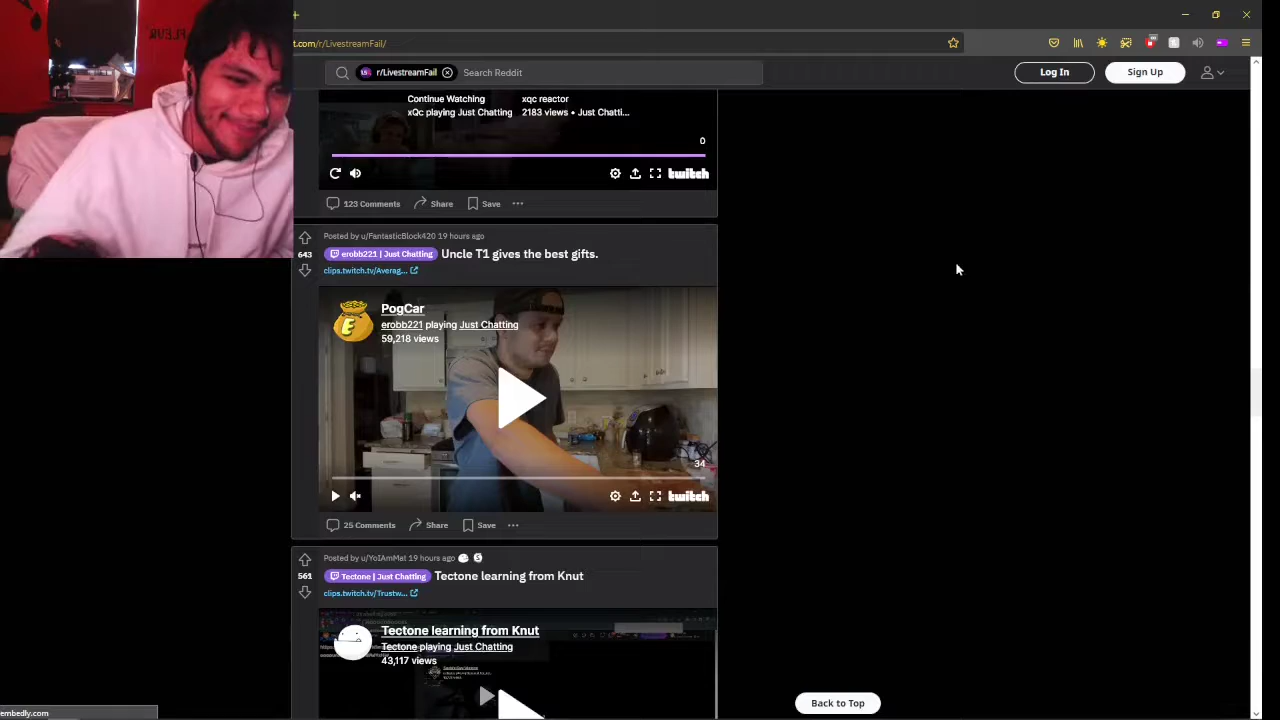 t.com/r/LivestreamFail/
r/LivestreamFail
Search Reddit
Log In
Sign Up
Continue Watching
xQc playing Just Chatting
xqc reactor
2183 views • Just Chatti...
0
twitch
123 Comments
Share
Save
Posted by u/FantasticBlock420 19 hours ago
643
erobb221 | Just Chatting
Uncle T1 gives the best gifts.
clips.twitch.tv/Averag...
PogCar
erobb221 playing Just Chatting
59,218 views
34
twitch
25 Comments
Share
Save
Posted by u/YoIAmMat 19 hours ago
561
Tectone | Just Chatting
Tectone learning from Knut
clips.twitch.tv/Trustw...
Tectone learning from Knut
Tectone playing Just Chatting
43,117 views
Back to Top
embedly.com